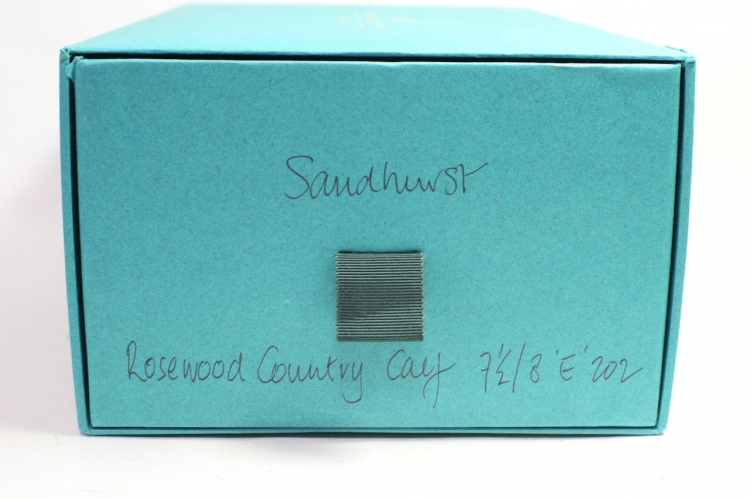 Sandhurst
Rosewood Country Calf 7½/8 'E' 202